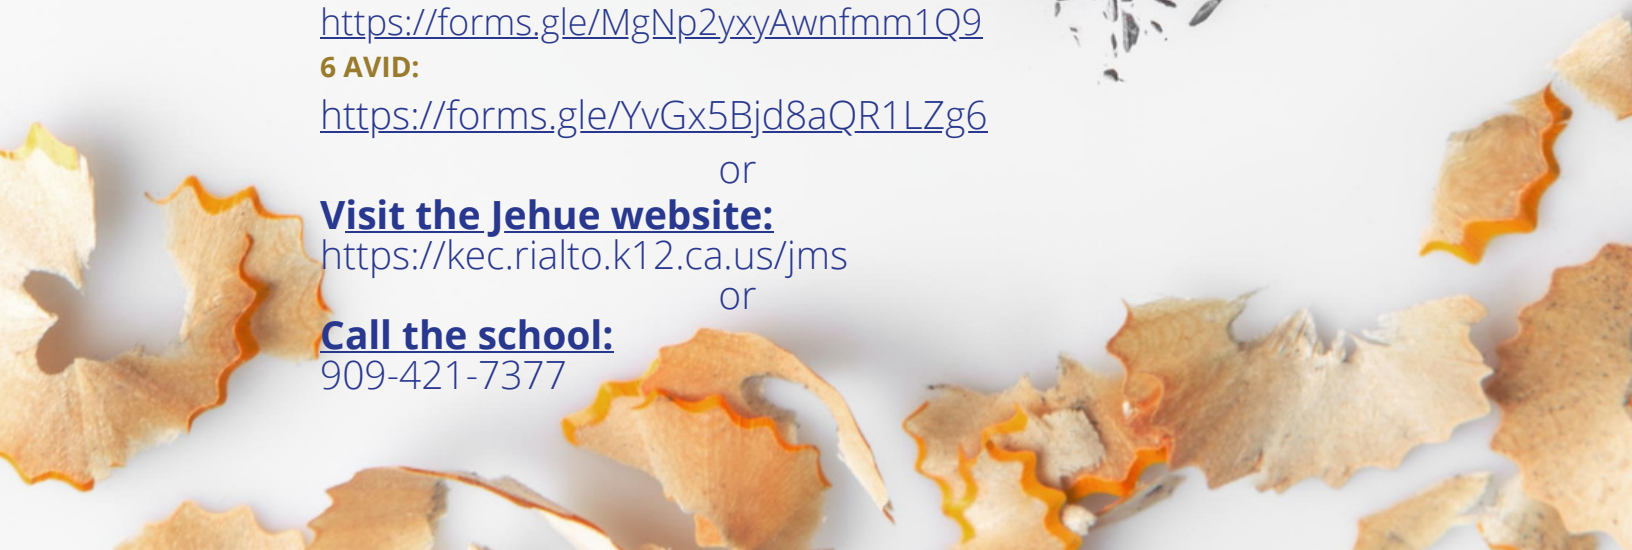 https://forms.gle/MgNp2yxyAwnfmm1Q9
6 AVID:
https://forms.gle/YvGx5Bjd8aQR1LZg6
or
Visit the Jehue website:
https://kec.rialto.k12.ca.us/jms
or
Call the school:
909-421-7377